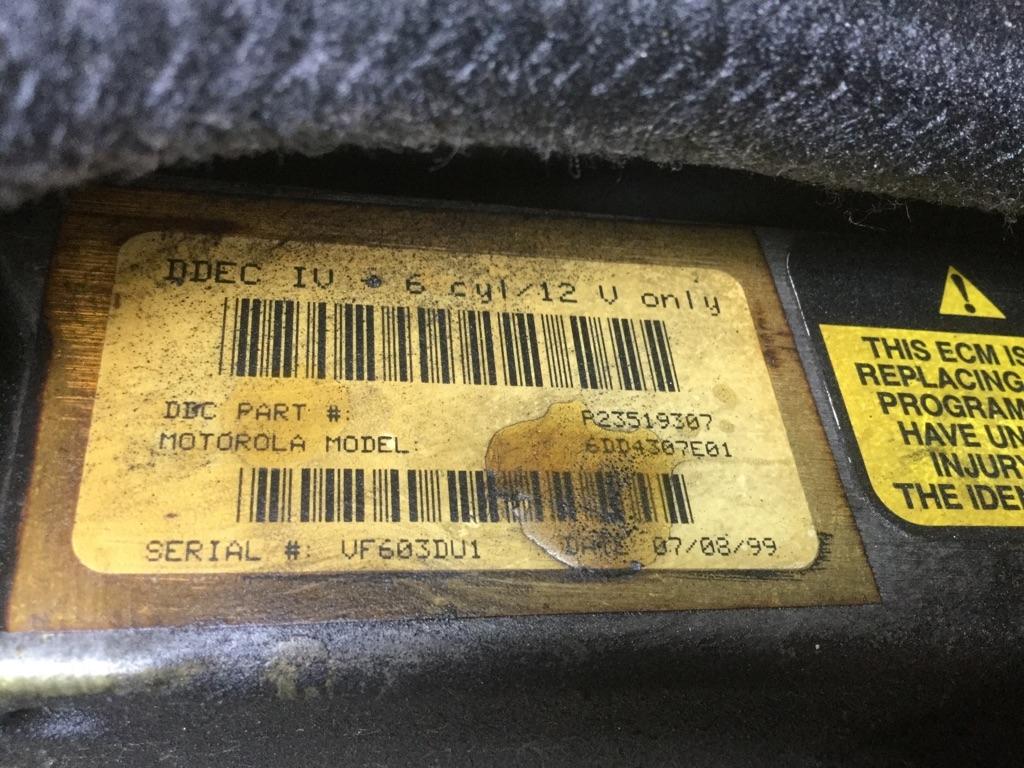 DDEC IV * 6 cyl/12 V only
DDC PART #: P23519307
MOTOROLA MODEL: 6DD4307E01
SERIAL #: VF603DU1 DATE 07/08/99
THIS ECM IS
REPLACING
PROGRAM
HAVE UN
INJURY
THE IDE